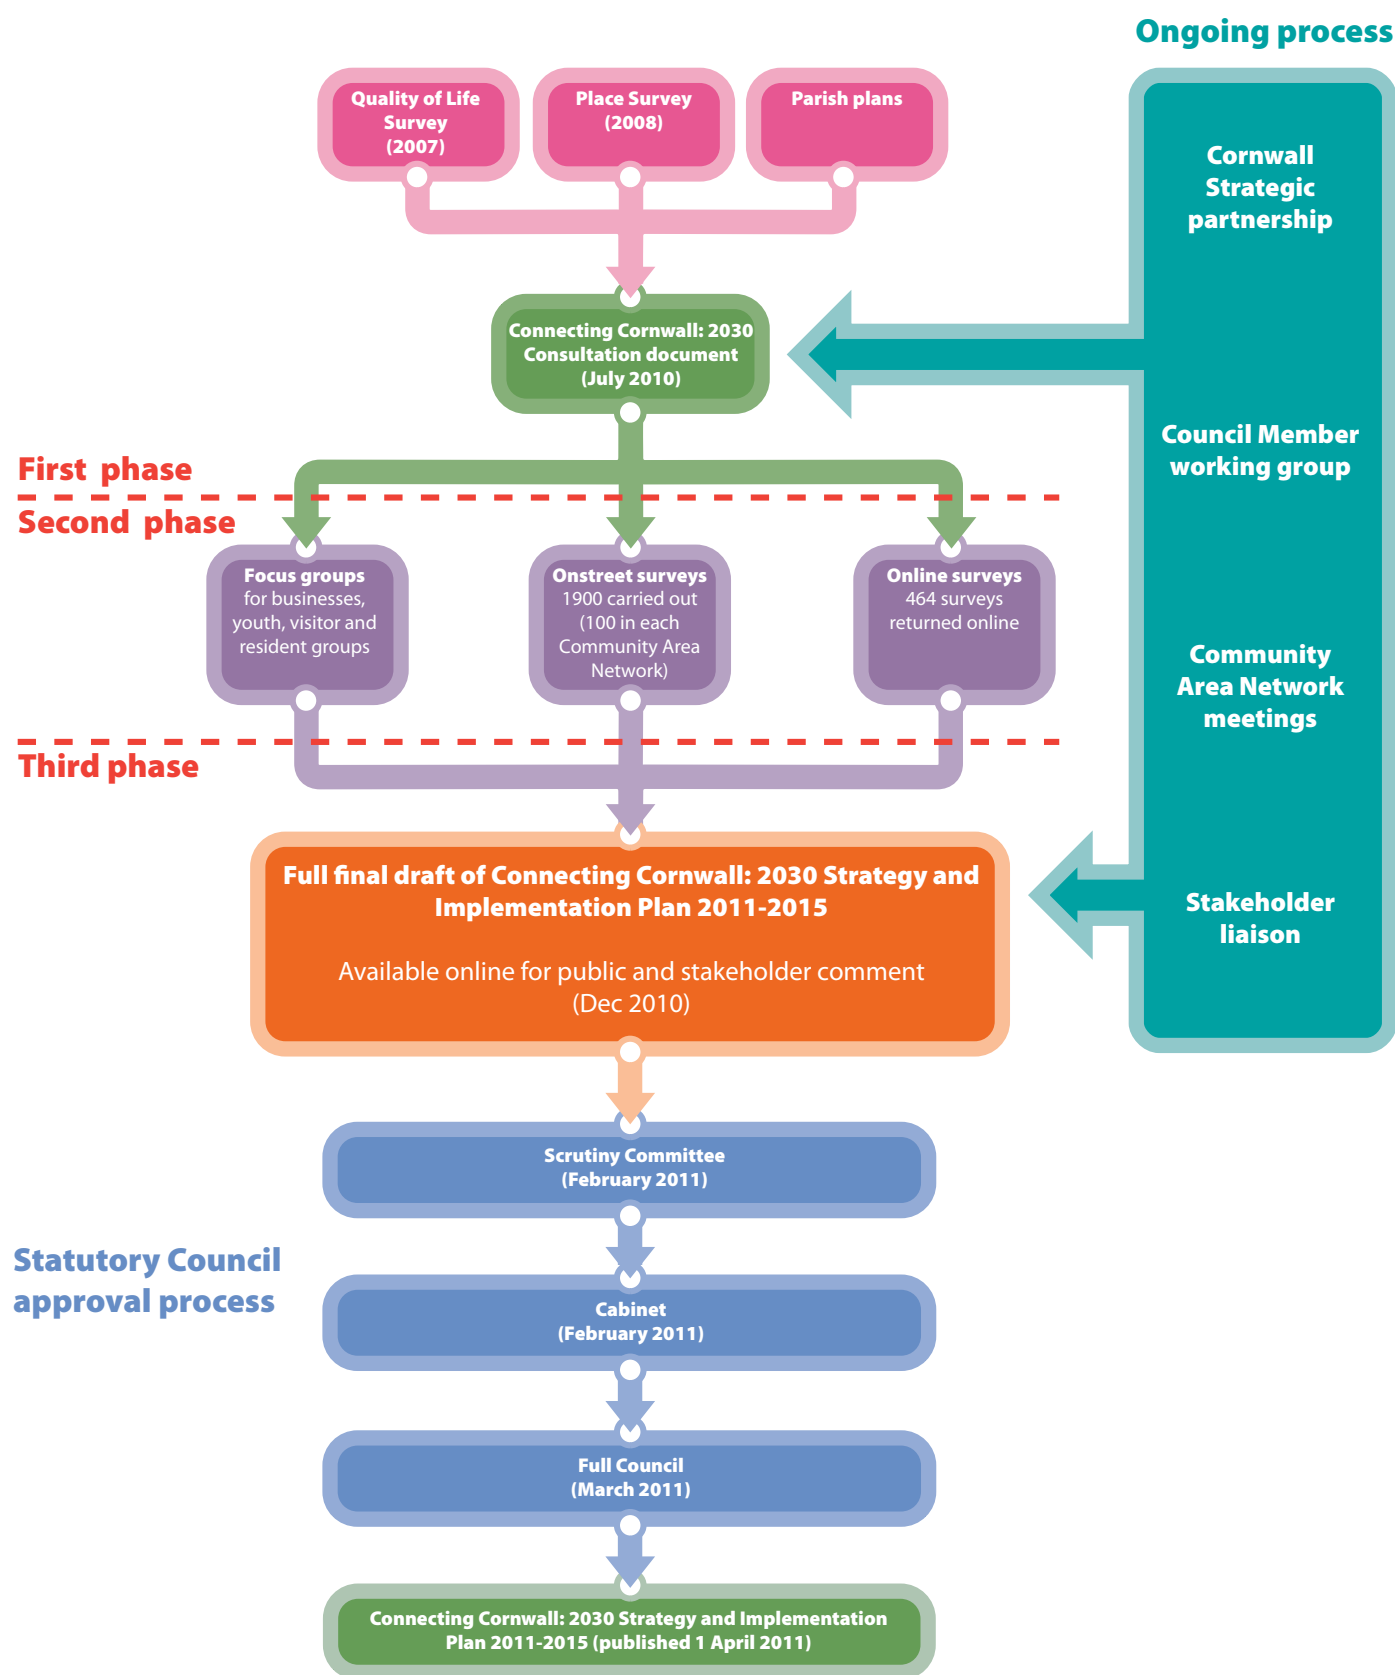 Ongoing process
Quality of Life
Survey
(2007)
Place Survey
(2008)
Parish plans
Cornwall
Strategic
partnership
Connecting Cornwall: 2030
Consultation document
(July 2010)
Council Member
working group
First phase
Second phase
Focus groups
for businesses,
youth, visitor and
resident groups
Onstreet surveys
1900 carried out
(100 in each
Community Area
Network)
Online surveys
464 surveys
returned online
Community
Area Network
meetings
Third phase
Full final draft of Connecting Cornwall: 2030 Strategy and
Implementation Plan 2011-2015
Available online for public and stakeholder comment
(Dec 2010)
Stakeholder
liaison
Scrutiny Committee
(February 2011)
Statutory Council
approval process
Cabinet
(February 2011)
Full Council
(March 2011)
Connecting Cornwall: 2030 Strategy and Implementation
Plan 2011-2015 (published 1 April 2011)